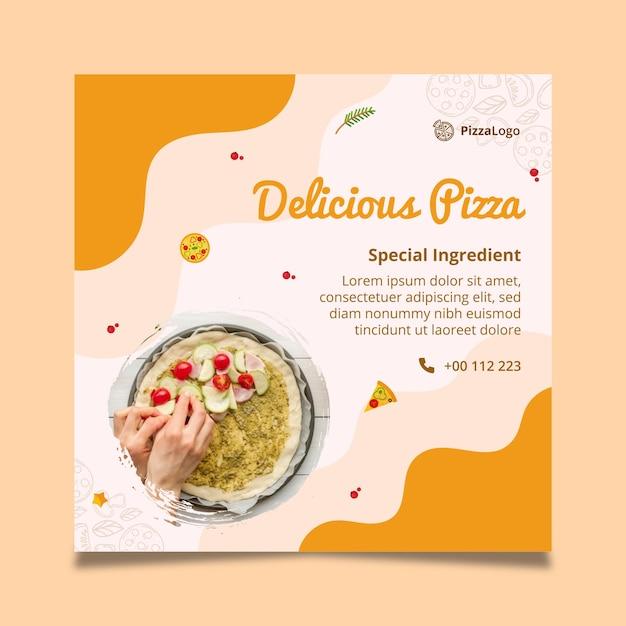 PizzaLogo
Delicious Pizza
Special Ingredient
Lorem ipsum dolor sit amet,
consectetuer adipiscing elit, sed
diam nonummy nibh euismod
tincidunt ut laoreet dolore
+00 112 223